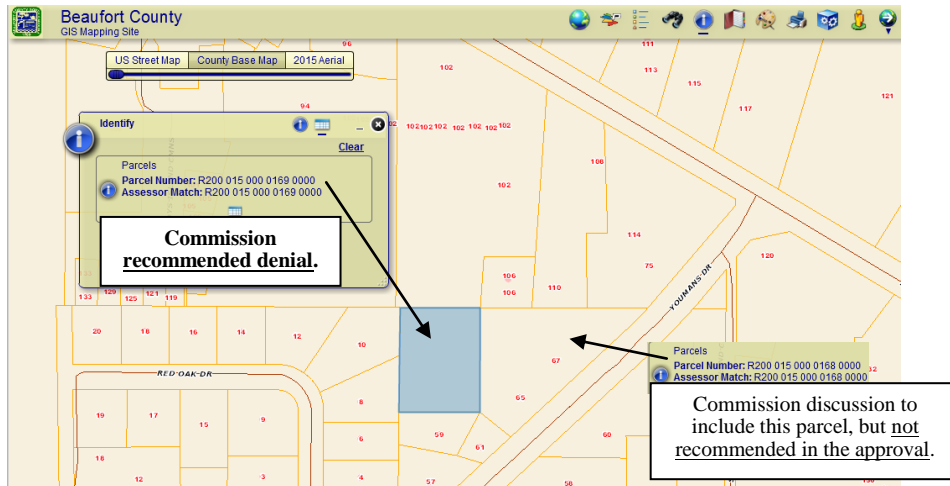 Beaufort County
GIS Mapping Site
US Street Map County Base Map 2015 Aerial
96
111
102
113
115
117
121
94
Identify
Clear
Parcels
Parcel Number: R200 015 000 0169 0000
Assessor Match: R200 015 000 0169 0000
Commission
recommended denial.
02 102 102 102 102 102 102 102
108
102
114
75
120
106
106
110
YOUMANS-DR
133 129 125 121 119
20 18 16 14 12 10
67
RED-OAK-DR
Parcels
Parcel Number: R200 015 000 0168 0000
Assessor Match: R200 015 000 0168 0000
Commission discussion to
include this parcel, but not
recommended in the approval.
65
8
19 17 15 9
6
59
61
60
18
12
3
4
57
58